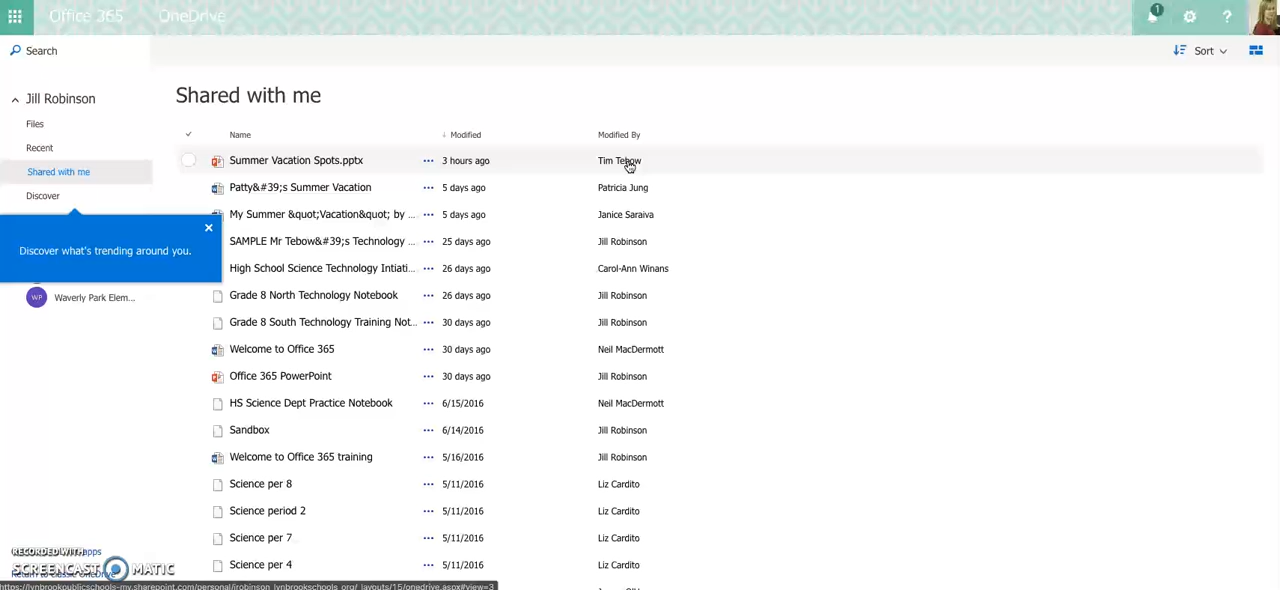 Office 365 OneDrive 1 ?
Search Sort
Jill Robinson
Files
Recent
Shared with me
Discover
Discover what's trending around you. ×
WP Waverly Park Elem...
Shared with me
Name Modified Modified By
Summer Vacation Spots.pptx ... 3 hours ago Tim Tebow
Patty&#39;s Summer Vacation ... 5 days ago Patricia Jung
My Summer &quot;Vacation&quot; by ... ... 5 days ago Janice Saraiva
SAMPLE Mr Tebow&#39;s Technology ... ... 25 days ago Jill Robinson
High School Science Technology Intiati... ... 26 days ago Carol-Ann Winans
Grade 8 North Technology Notebook ... 26 days ago Jill Robinson
Grade 8 South Technology Training Not... ... 30 days ago Jill Robinson
Welcome to Office 365 ... 30 days ago Neil MacDermott
Office 365 PowerPoint ... 30 days ago Jill Robinson
HS Science Dept Practice Notebook ... 6/15/2016 Neil MacDermott
Sandbox ... 6/14/2016 Jill Robinson
Welcome to Office 365 training ... 5/16/2016 Jill Robinson
Science per 8 ... 5/11/2016 Liz Cardito
Science period 2 ... 5/11/2016 Liz Cardito
Science per 7 ... 5/11/2016 Liz Cardito
Science per 4 ... 5/11/2016 Liz Cardito
apps
RECORDED WITH
SCREENCAST MATIC
Return to classic OneDrive